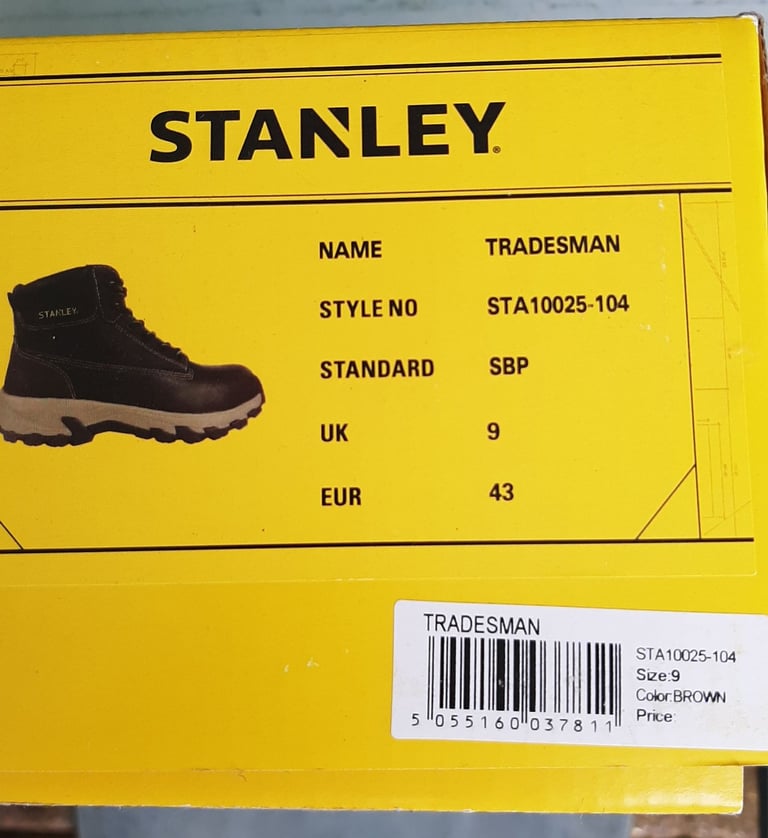 STANLEY®
NAME TRADESMAN
STANLEY
STYLE NO STA10025-104
STANDARD SBP
UK 9
EUR 43
TRADESMAN
STA10025-104
Size:9
Color:BROWN
Price:
5 055160 037811